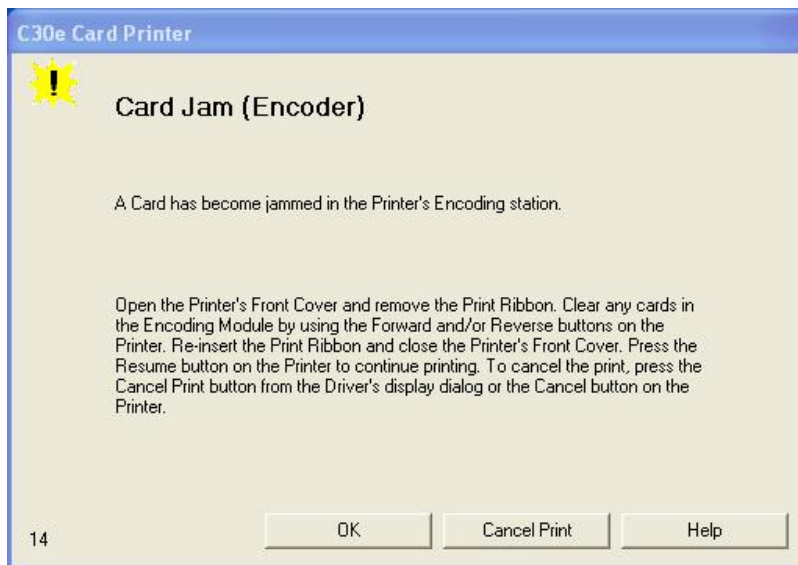 C30e Card Printer
Card Jam (Encoder)
A Card has become jammed in the Printer's Encoding station.
Open the Printer's Front Cover and remove the Print Ribbon. Clear any cards in
the Encoding Module by using the Forward and/or Reverse buttons on the
Printer. Re-insert the Print Ribbon and close the Printer's Front Cover. Press the
Resume button on the Printer to continue printing. To cancel the print, press the
Cancel Print button from the Driver's display dialog or the Cancel button on the
Printer.
14
OK
Cancel Print
Help